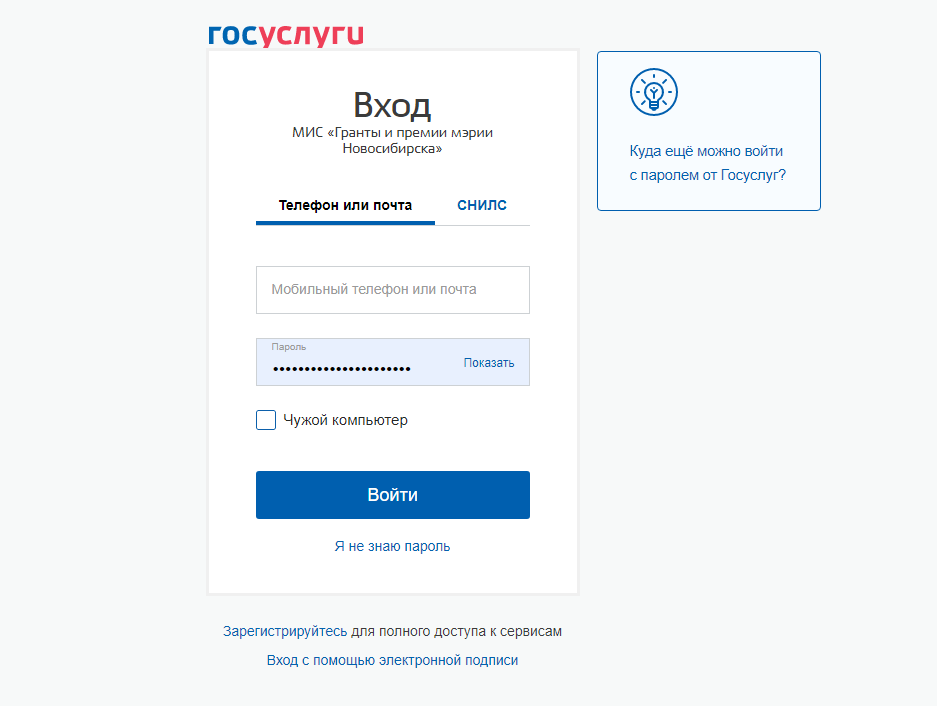 госуслуги
Вход
МИС «Гранты и премии мэрии
Новосибирска»
Телефон или почта
СНИЛС
Мобильный телефон или почта
Пароль
••••••••••••••••••••••
Показать
Чужой компьютер
Войти
Я не знаю пароль
Зарегистрируйтесь для полного доступа к сервисам
Вход с помощью электронной подписи
Куда ещё можно войти
с паролем от Госуслуг?